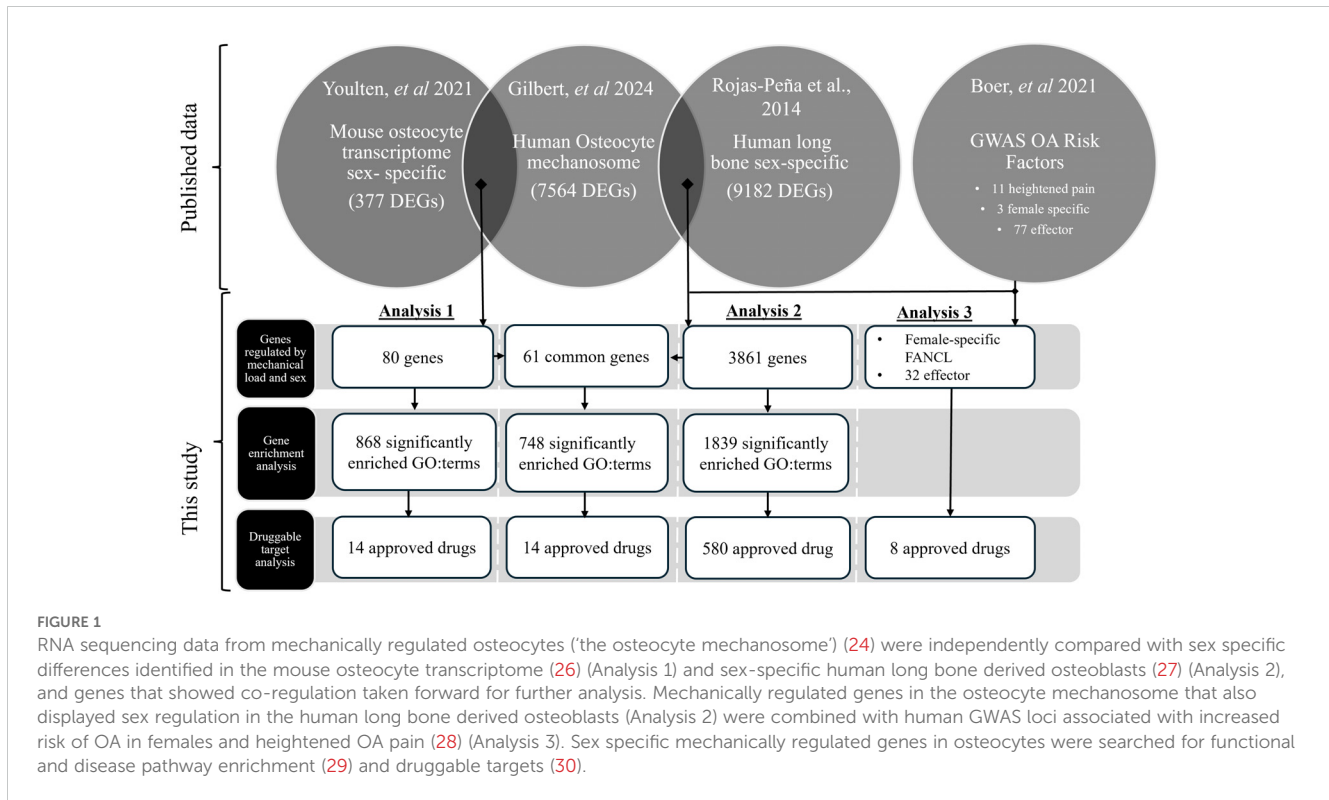 Published data
Youlten, et al 2021
Mouse osteocyte
transcriptome
sex- specific
(377 DEGs)
Gilbert, et al 2024
Human Osteocyte
mechanosome
(7564 DEGs)
Rojas-Peña et al.,
2014
Human long
bone sex-specific
(9182 DEGs)
Boer, et al 2021
GWAS OA Risk
Factors
• 11 heightened pain
• 3 female specific
• 77 effector
This study
Analysis 1
Analysis 2
Analysis 3
Genes
regulated by
mechanical
load and sex
80 genes
61 common genes
3861 genes
• Female-specific
FANCL
• 32 effector
Gene
enrichment
analysis
868 significantly
enriched GO:terms
748 significantly
enriched GO:terms
1839 significantly
enriched GO:terms
Druggable
target
analysis
14 approved drugs
14 approved drugs
580 approved drug
8 approved drugs
FIGURE 1
RNA sequencing data from mechanically regulated osteocytes (‘the osteocyte mechanosome’) (24) were independently compared with sex specific
differences identified in the mouse osteocyte transcriptome (26) (Analysis 1) and sex-specific human long bone derived osteoblasts (27) (Analysis 2),
and genes that showed co-regulation taken forward for further analysis. Mechanically regulated genes in the osteocyte mechanosome that also
displayed sex regulation in the human long bone derived osteoblasts (Analysis 2) were combined with human GWAS loci associated with increased
risk of OA in females and heightened OA pain (28) (Analysis 3). Sex specific mechanically regulated genes in osteocytes were searched for functional
and disease pathway enrichment (29) and druggable targets (30).